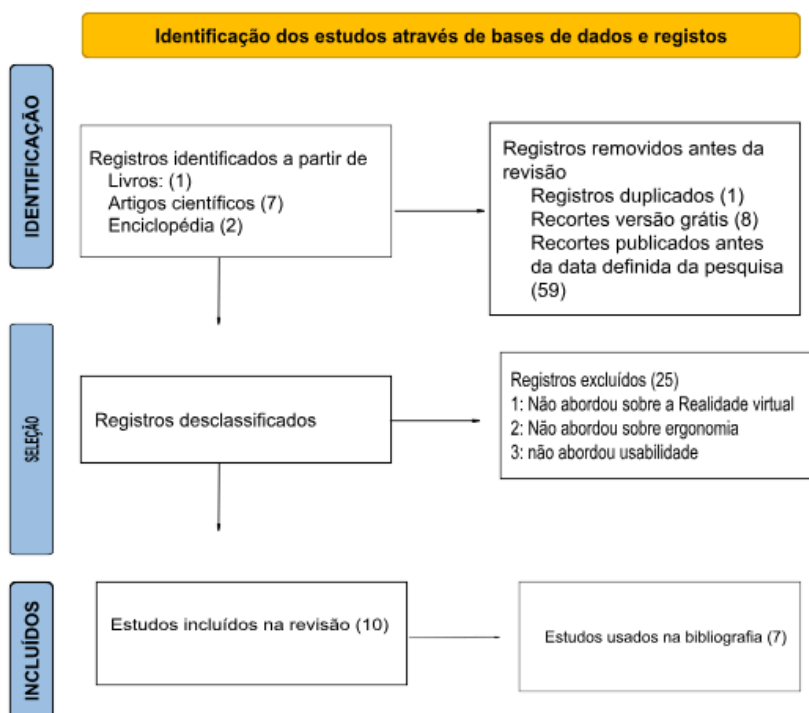 Identificação dos estudos através de bases de dados e registos
IDENTIFICAÇÃO
Registros identificados a partir de
Livros: (1)
Artigos científicos (7)
Enciclopédia (2)
Registros removidos antes da
revisão
Registros duplicados (1)
Recortes versão grátis (8)
Recortes publicados antes
da data definida da pesquisa
(59)
SELEÇÃO
Registros desclassificados
Registros excluídos (25)
1: Não abordou sobre a Realidade virtual
2: Não abordou sobre ergonomia
3: não abordou usabilidade
INCLUÍDOS
Estudos incluídos na revisão (10)
Estudos usados na bibliografia (7)